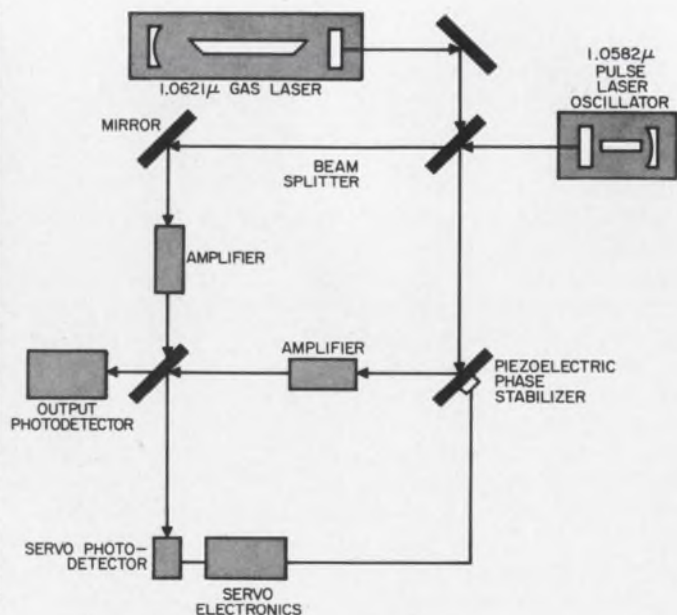 1.0621μ GAS LASER
1.0582μ
PULSE
LASER
OSCILLATOR
MIRROR
BEAM
SPLITTER
AMPLIFIER
AMPLIFIER
PIEZOELECTRIC
PHASE
STABILIZER
OUTPUT
PHOTODETECTOR
SERVO PHOTO-
DETECTOR
SERVO
ELECTRONICS